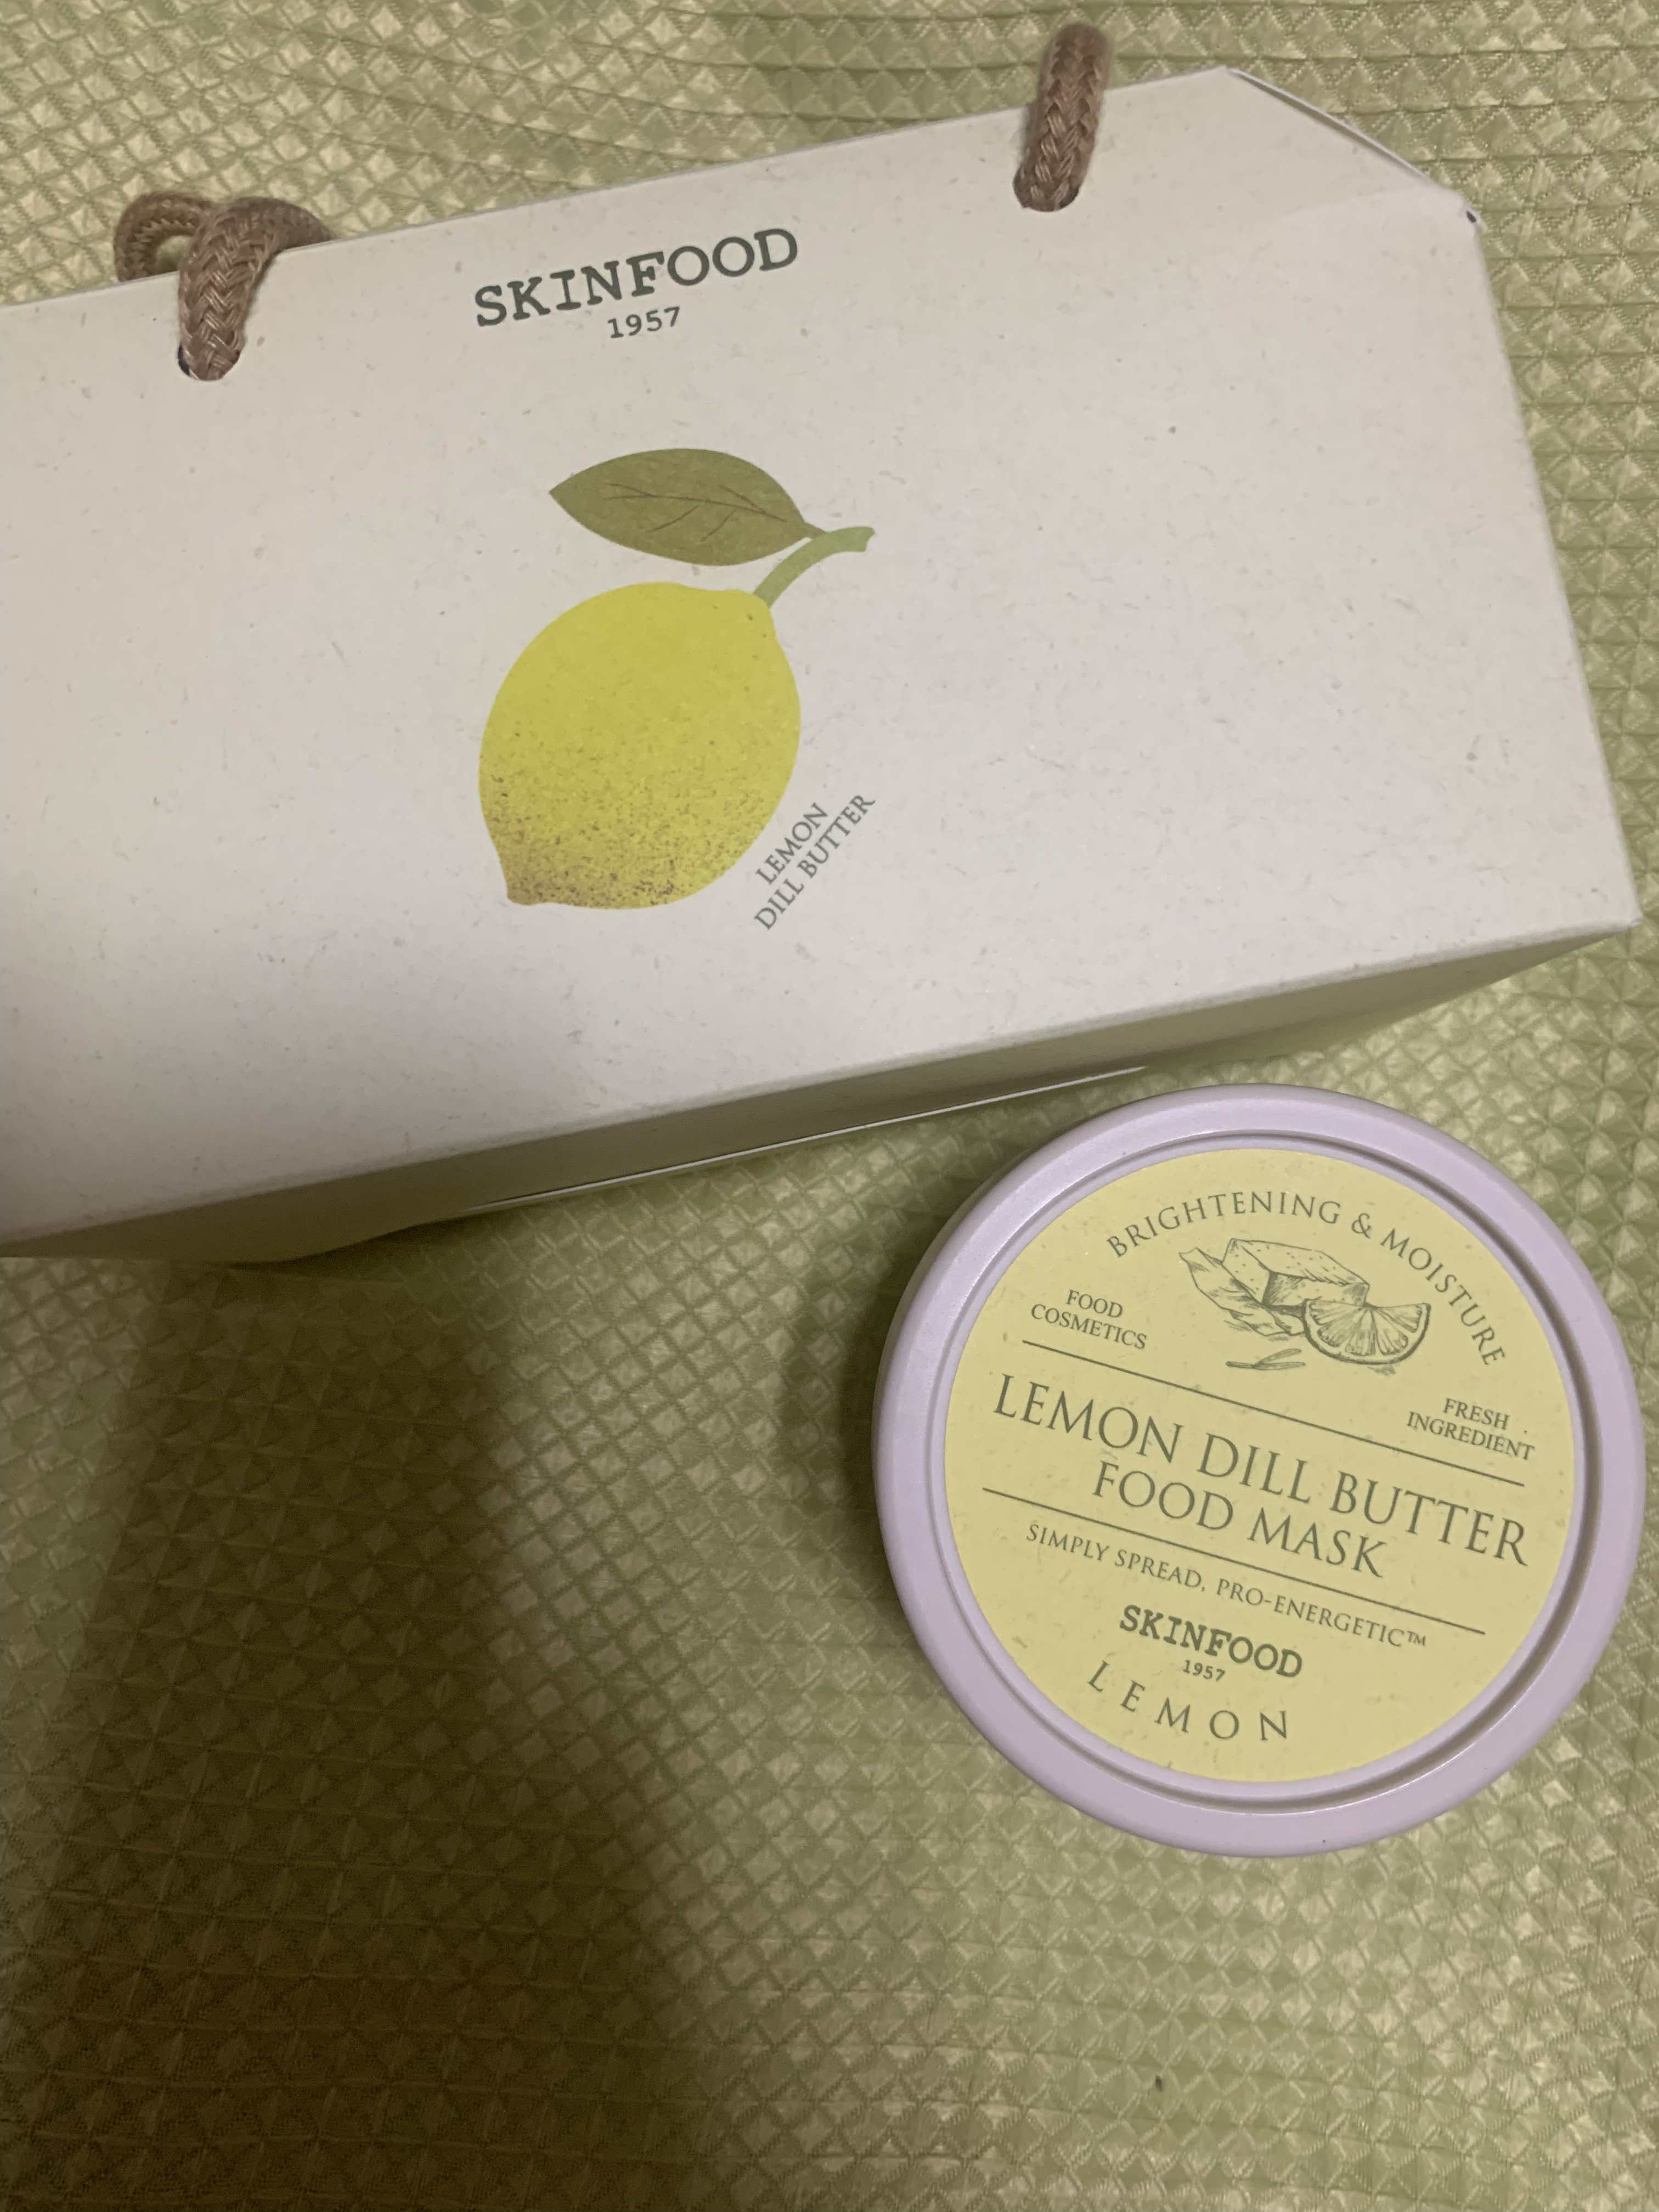 SKINFOOD
1957
LEMON
DILL BUTTER
BRIGHTENING & MOISTURE
FOOD
COSMETICS
FRESH
INGREDIENT
LEMON DILL BUTTER
FOOD MASK
SIMPLY SPREAD, PRO-ENERGETIC™
SKINFOOD
1957
LEMON